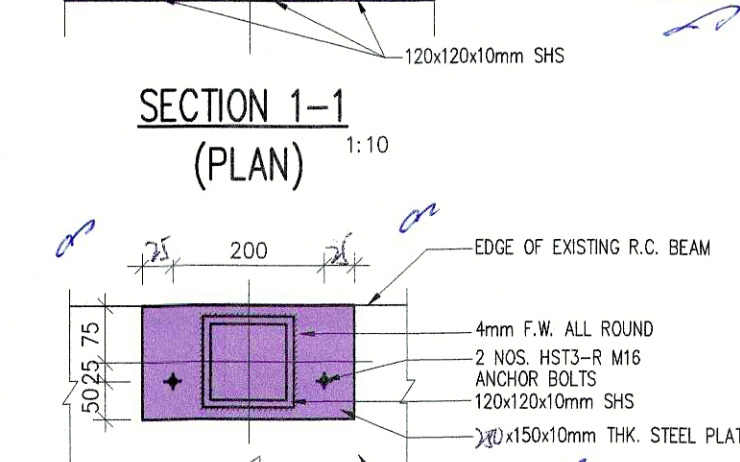 120x120x10mm SHS
SECTION 1-1
(PLAN)
1:10
25 200 25
EDGE OF EXISTING R.C. BEAM
75
25
50
4mm F.W. ALL ROUND
2 NOS. HST3-R M16
ANCHOR BOLTS
120x120x10mm SHS
x150x10mm THK. STEEL PLAT